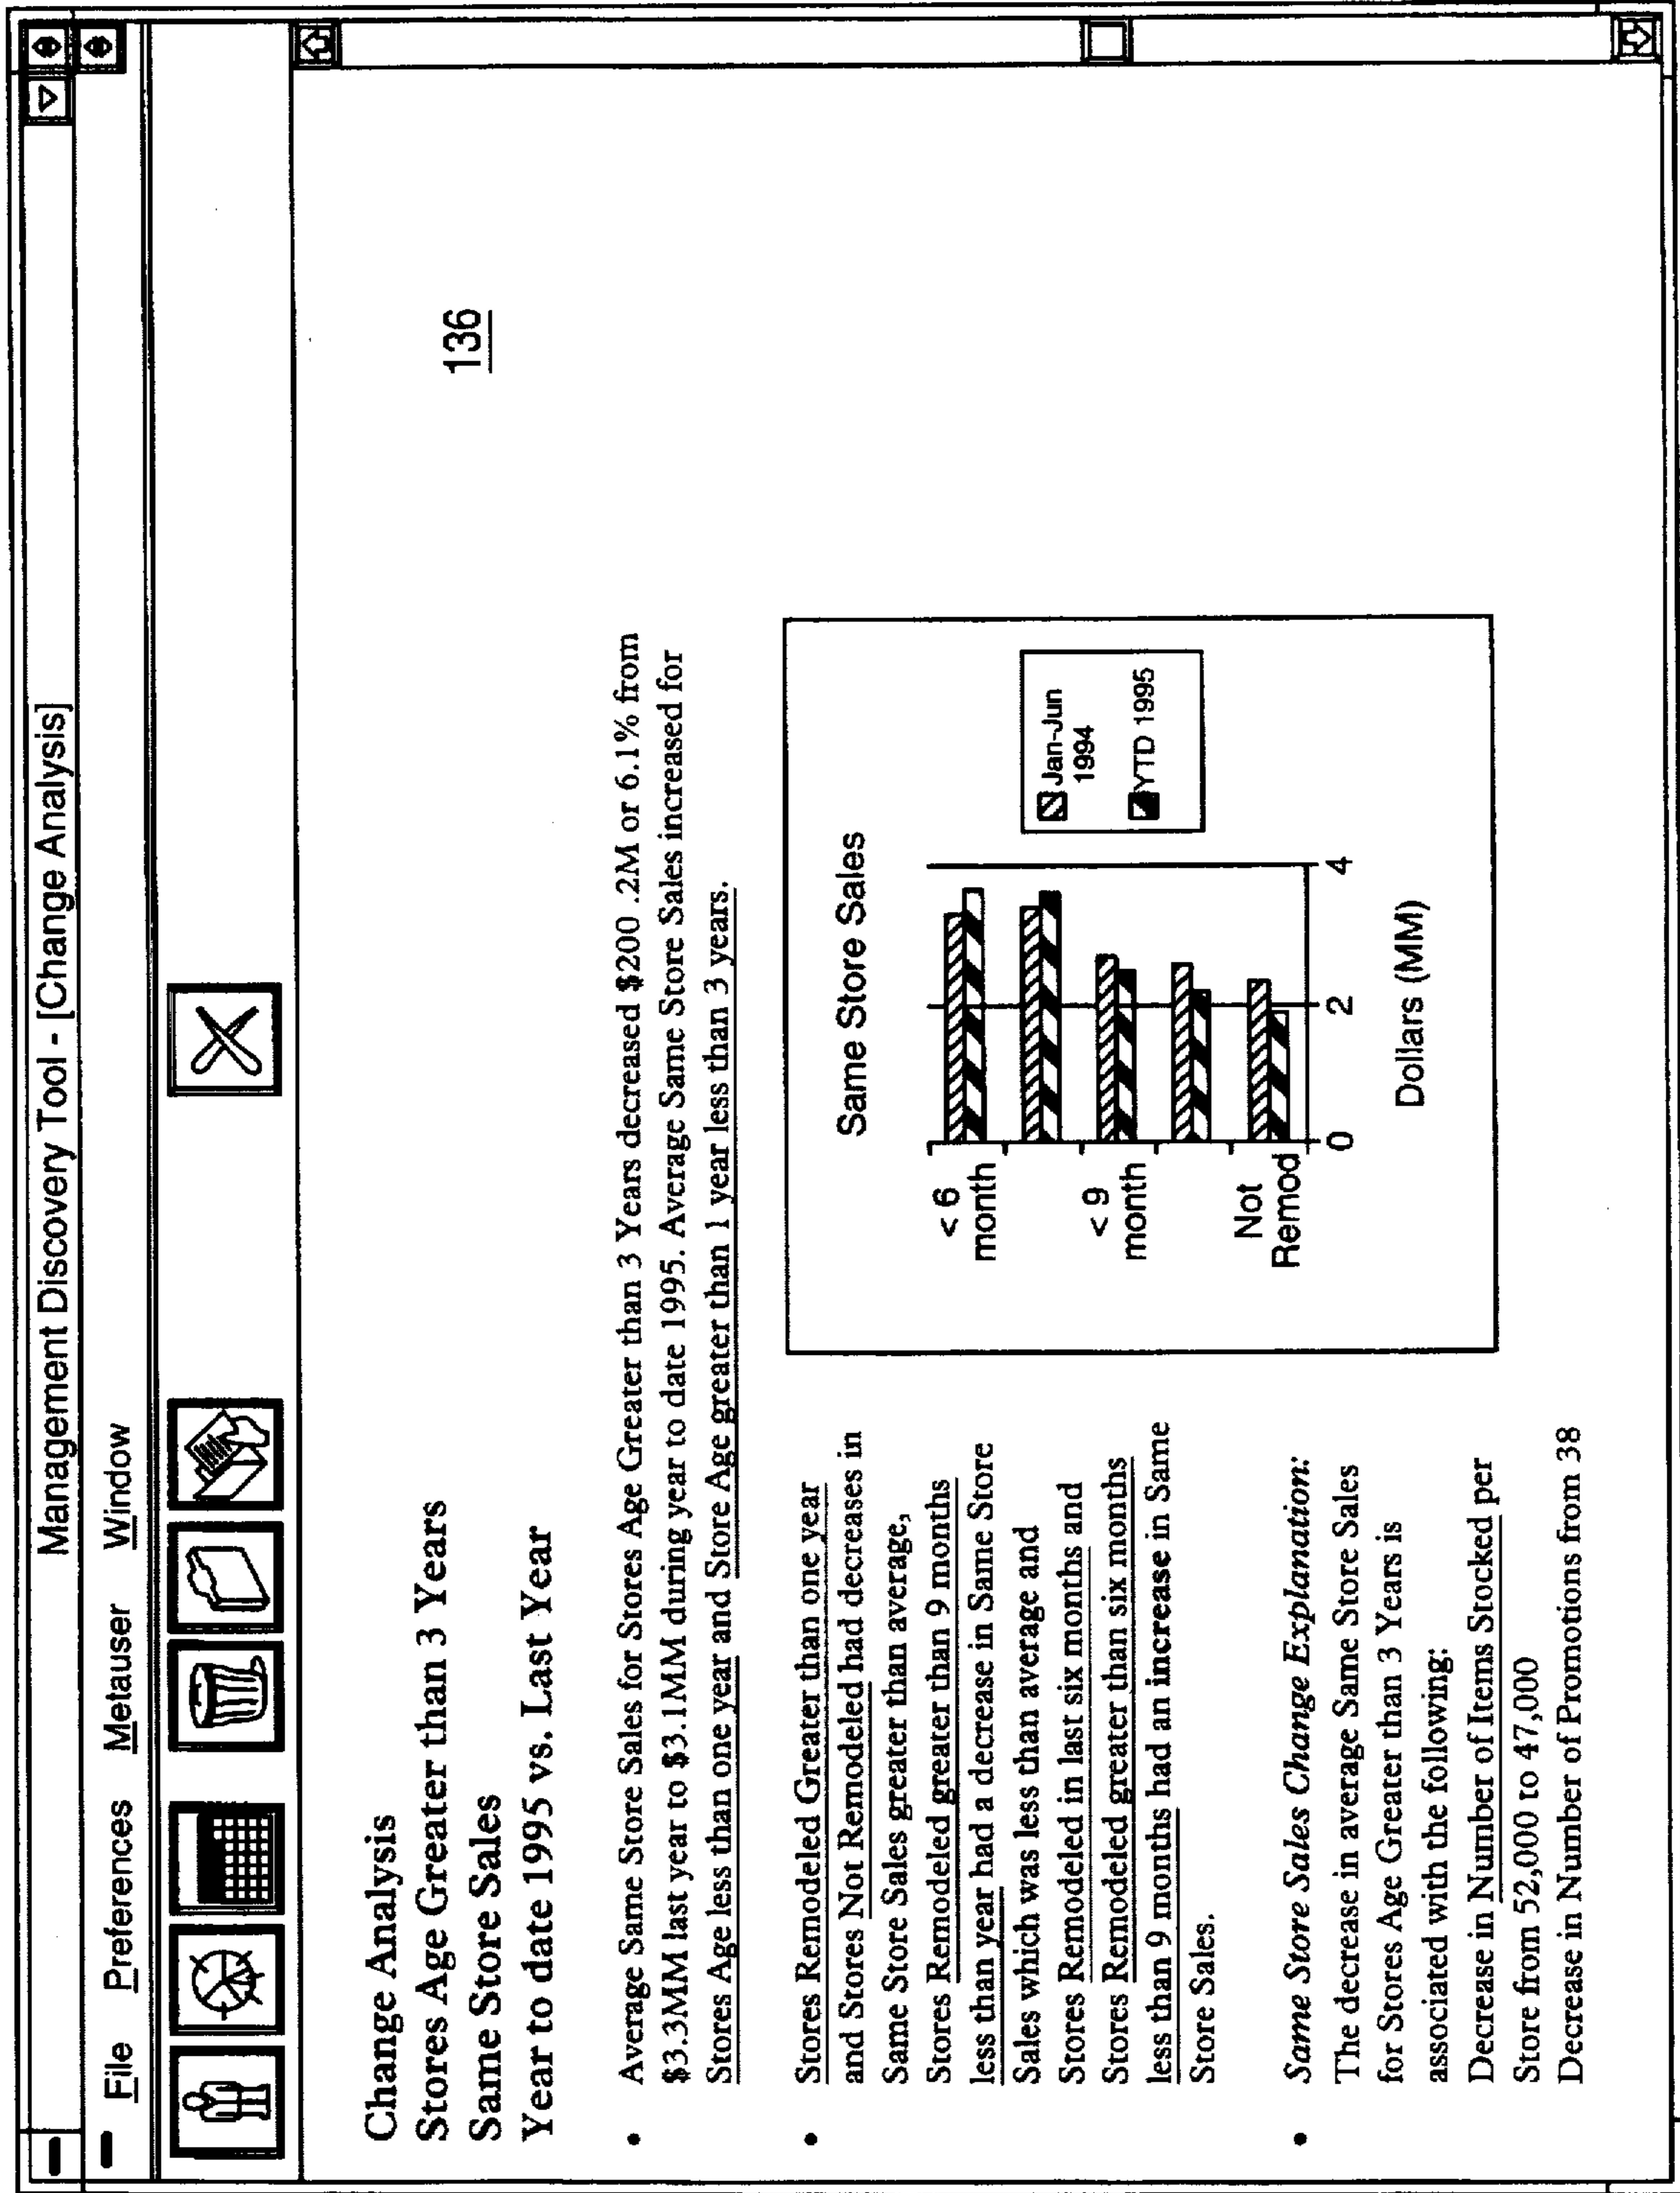 Management Discovery Tool - [Change Analysis]
File Preferences Metauser Window
Change Analysis
Stores Age Greater than 3 Years
Same Store Sales
Year to date 1995 vs. Last Year
136
• Average Same Store Sales for Stores Age Greater than 3 Years decreased $200 .2M or 6.1% from
$3.3MM last year to $3.1MM during year to date 1995. Average Same Store Sales increased for
Stores Age less than one year and Store Age greater than 1 year less than 3 years.
• Stores Remodeled Greater than one year
and Stores Not Remodeled had decreases in
Same Store Sales greater than average,
Stores Remodeled greater than 9 months
less than year had a decrease in Same Store
Sales which was less than average and
Stores Remodeled in last six months and
Stores Remodeled greater than six months
less than 9 months had an increase in Same
Store Sales.
Same Store Sales
< 6
month
< 9
month
Not
Remod
0 2 4
Dollars (MM)
Jan-Jun
1994
YTD 1995
• Same Store Sales Change Explanation:
The decrease in average Same Store Sales
for Stores Age Greater than 3 Years is
associated with the following:
Decrease in Number of Items Stocked per
Store from 52,000 to 47,000
Decrease in Number of Promotions from 38